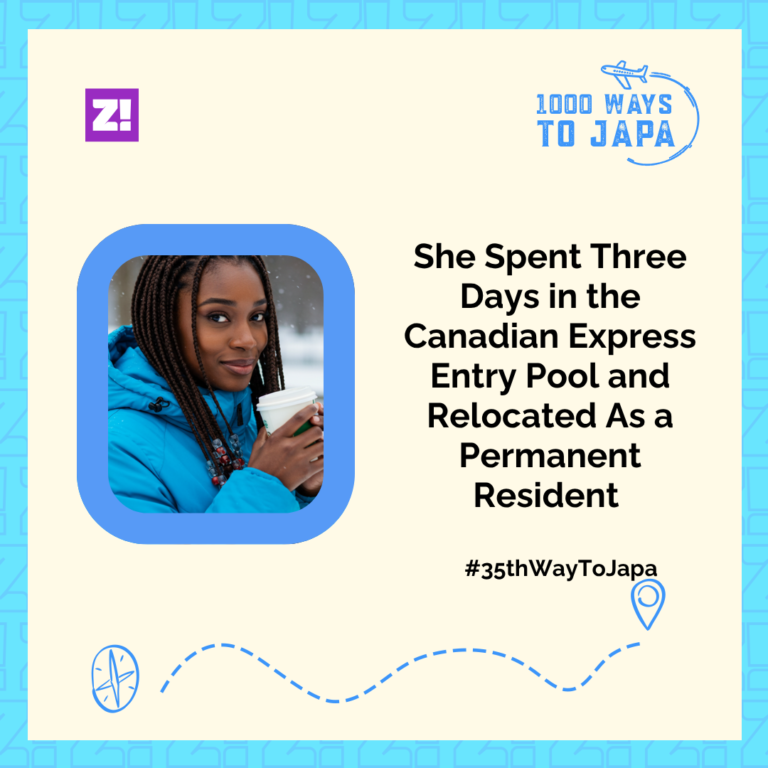 Z!
1000 WAYS
TO JAPA
She Spent Three
Days in the
Canadian Express
Entry Pool and
Relocated As a
Permanent
Resident
#35thWayToJapa